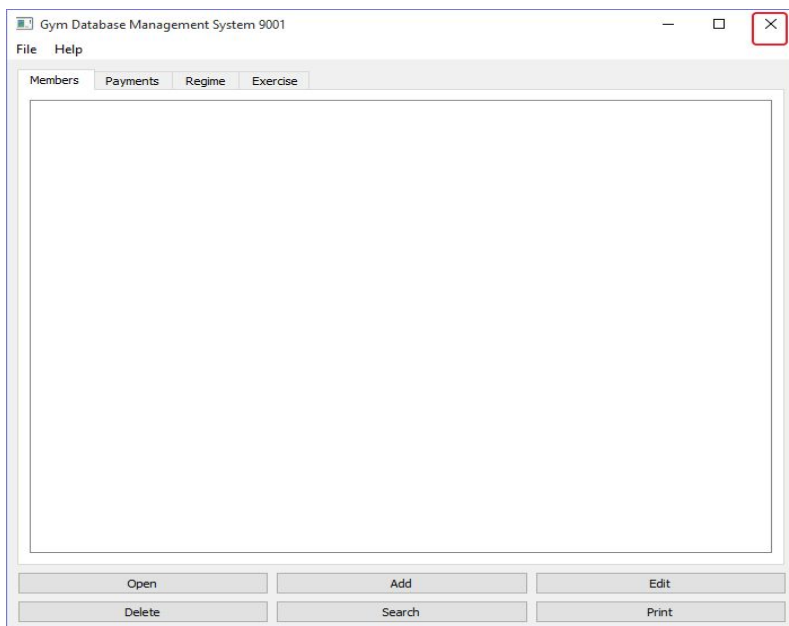 Gym Database Management System 9001
File Help
Members Payments Regime Exercise
Open Add Edit
Delete Search Print